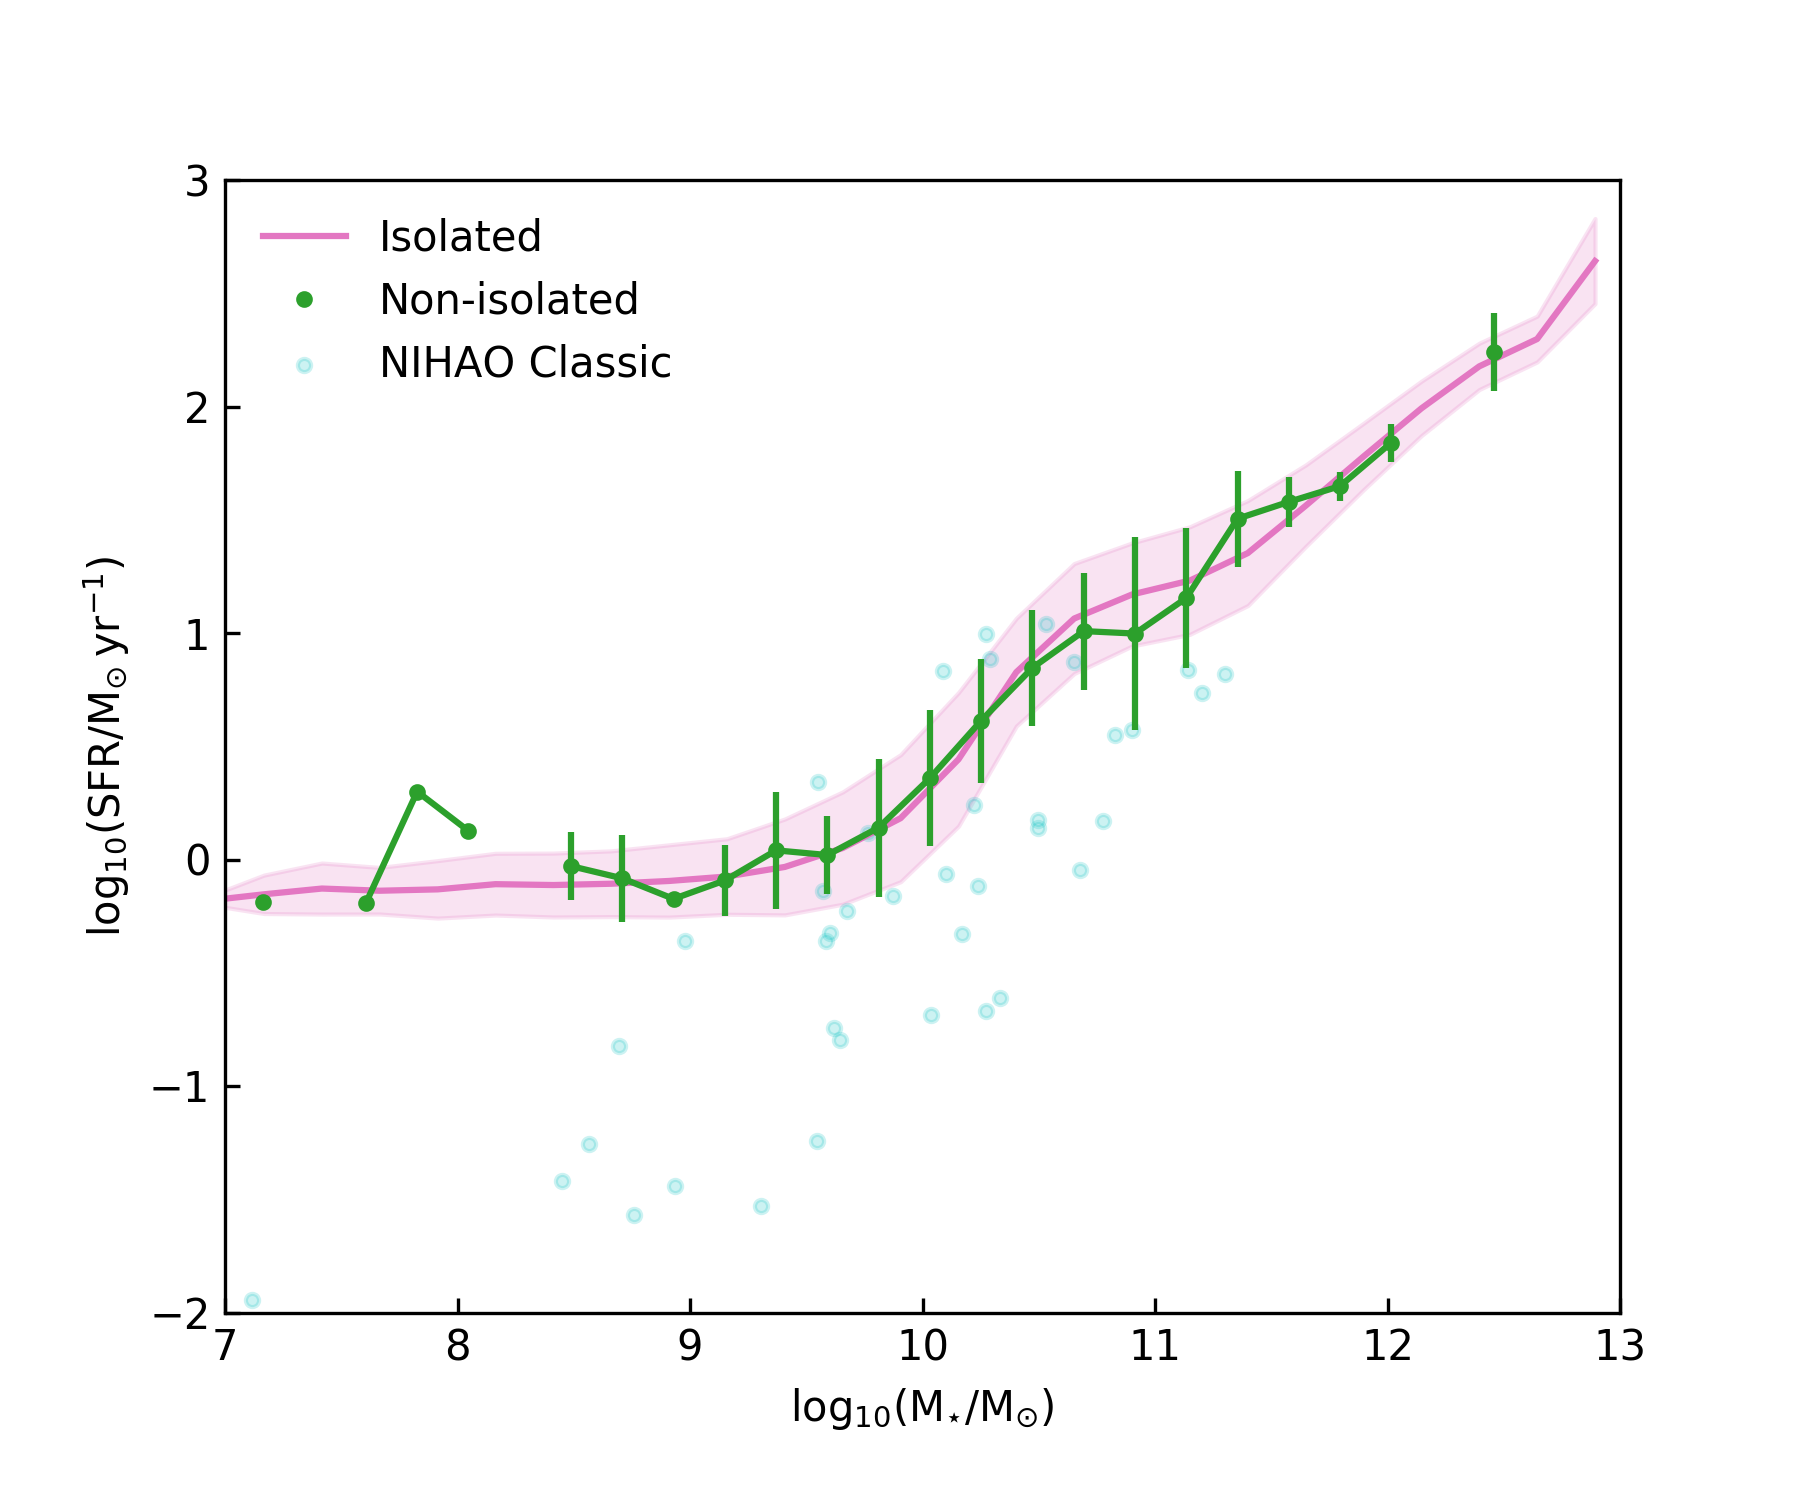 3
2
1
0
−1
−2
log₁₀(SFR/M⊙ yr⁻¹)
Isolated
Non-isolated
NIHAO Classic
7 8 9 10 11 12 13
log₁₀(M⋆/M⊙)